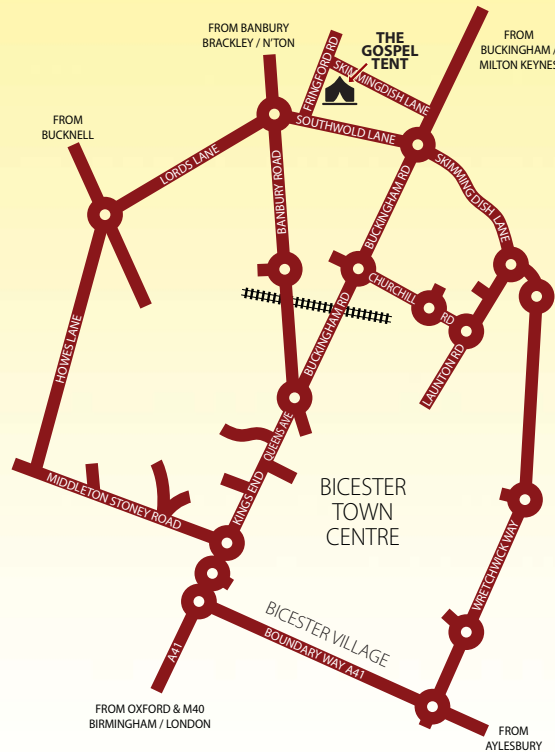 FROM BANBURY
BRACKLEY / N'TON
THE
GOSPEL
TENT
FROM
BUCKINGHAM /
MILTON KEYNES
FRINGFORD RD
SKIMMINGDISH LANE
SOUTHWOLD LANE
FROM
BUCKNELL
LORDS LANE
BANBURY ROAD
BUCKINGHAM RD
SKIMMING DISH LANE
CHURCHILL
RD
BUCKINGHAM RD
HOWES LANE
LAUNTON RD
QUEENS AVE
KINGS END
MIDDLETON STONEY ROAD
BICESTER
TOWN
CENTRE
WRETCHWICK WAY
BICESTER VILLAGE
BOUNDARY WAY A41
A41
FROM OXFORD & M40
BIRMINGHAM / LONDON
FROM
AYLESBURY